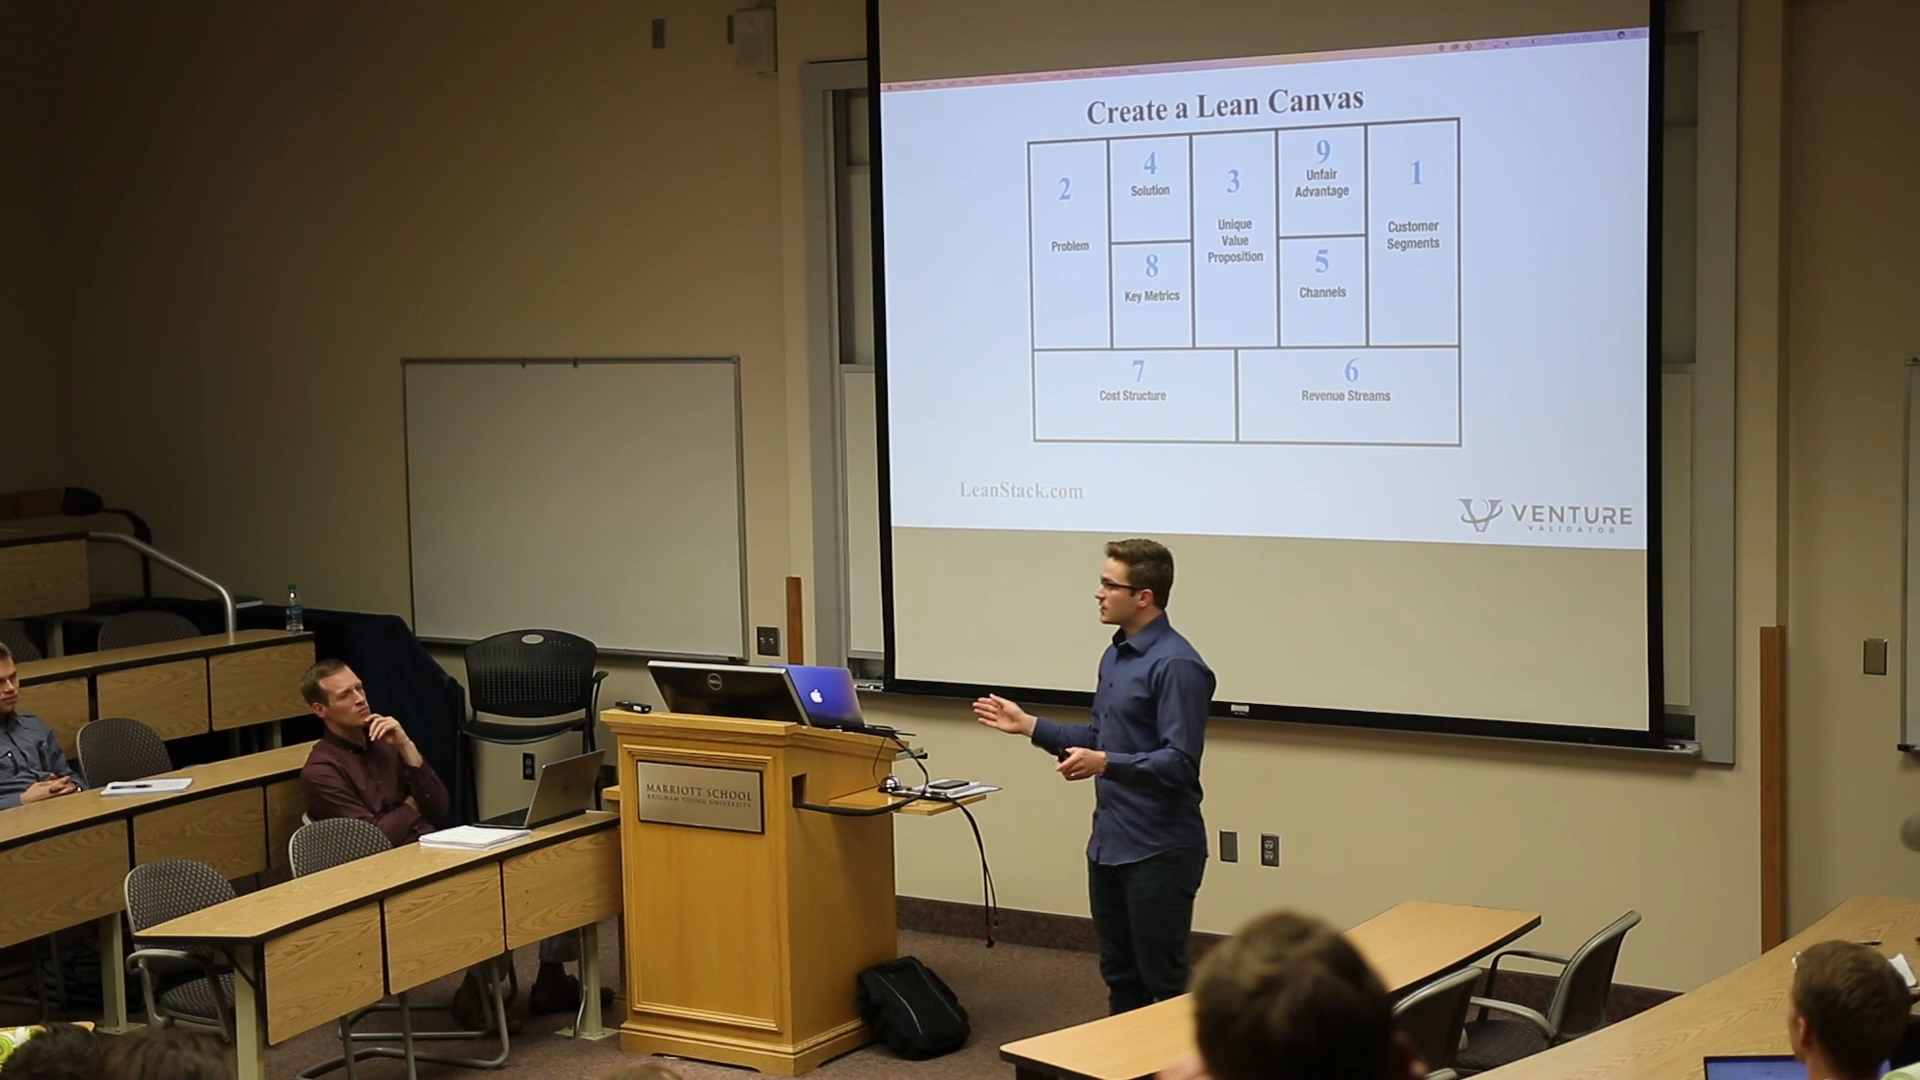 Create a Lean Canvas
2
Problem
4
Solution
8
Key Metrics
3
Unique
Value
Proposition
9
Unfair
Advantage
5
Channels
1
Customer
Segments
7
Cost Structure
6
Revenue Streams
LeanStack.com
VENTURE
VALIDATOR
DELL
MARRIOTT SCHOOL
BRIGHAM YOUNG UNIVERSITY